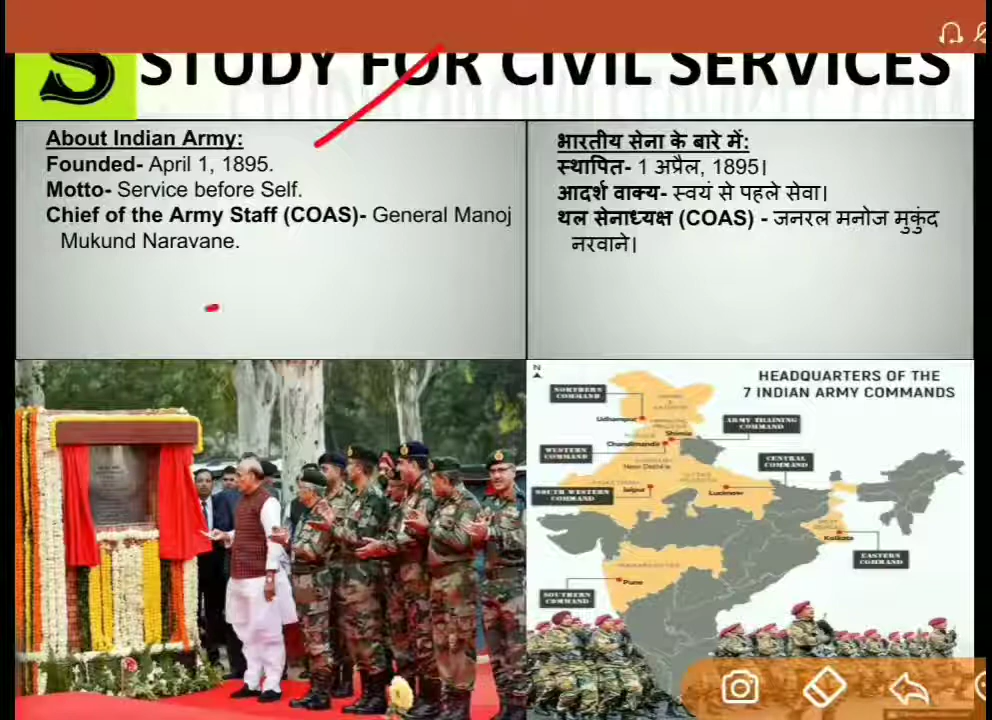 S STUDY FOR CIVIL SERVICES
About Indian Army:
Founded- April 1, 1895.
Motto- Service before Self.
Chief of the Army Staff (COAS)- General Manoj
Mukund Naravane.
भारतीय सेना के बारे में:
स्थापित- 1 अप्रैल, 1895।
आदर्श वाक्य- स्वयं से पहले सेवा।
थल सेनाध्यक्ष (COAS) - जनरल मनोज मुकुंद
नरवाने।
N
HEADQUARTERS OF THE
7 INDIAN ARMY COMMANDS
NORTHERN
COMMAND
Udhampur
ARMY TRAINING
COMMAND
Shimla
Chandimandir
WESTERN
COMMAND
New Delhi
CENTRAL
COMMAND
SOUTH WESTERN
COMMAND
Jaipur
Lucknow
Kolkata
EASTERN
COMMAND
MAHARASHTRA
Pune
SOUTHERN
COMMAND